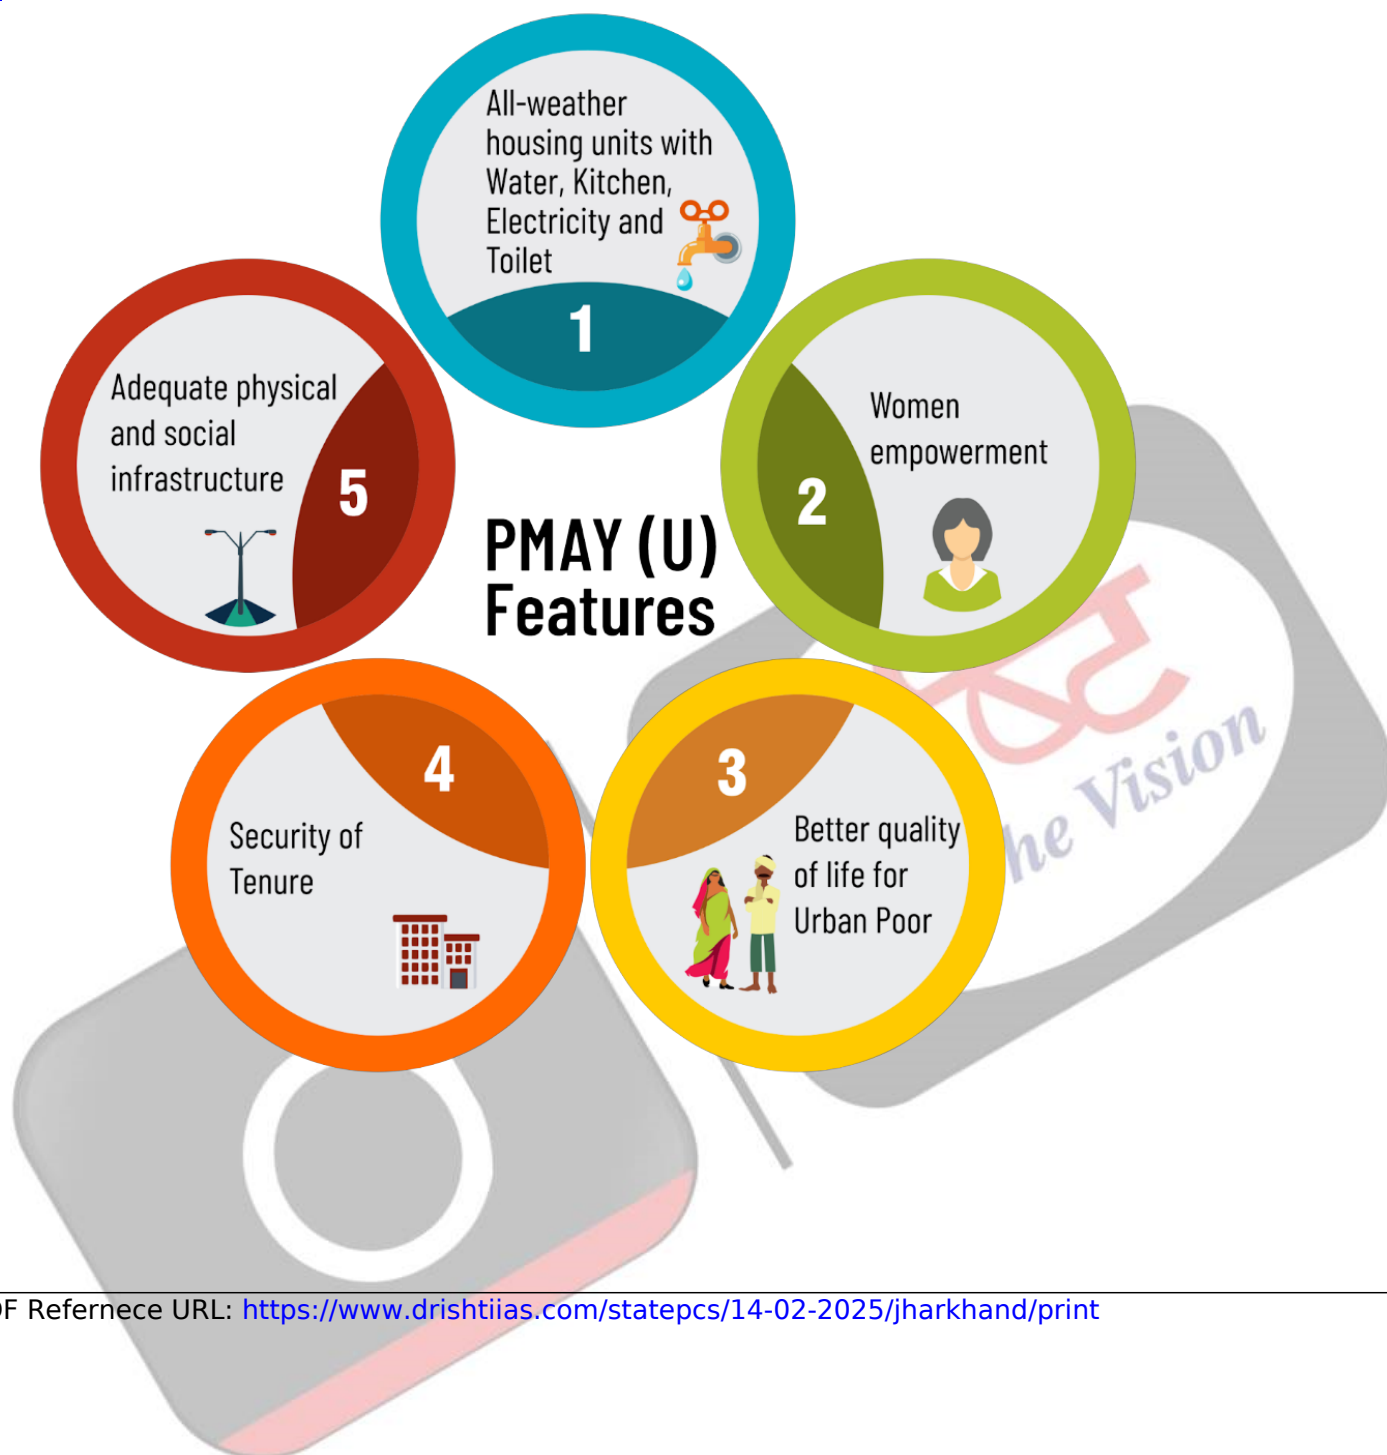 All-weather
housing units with
Water, Kitchen,
Electricity and
Toilet
1
Women
empowerment
2
3
Better quality
of life for
Urban Poor
4
Security of
Tenure
Adequate physical
and social
infrastructure
5
PMAY (U)
Features
he Vision
F Refernece URL: https://www.drishtiias.com/statepcs/14-02-2025/jharkhand/print